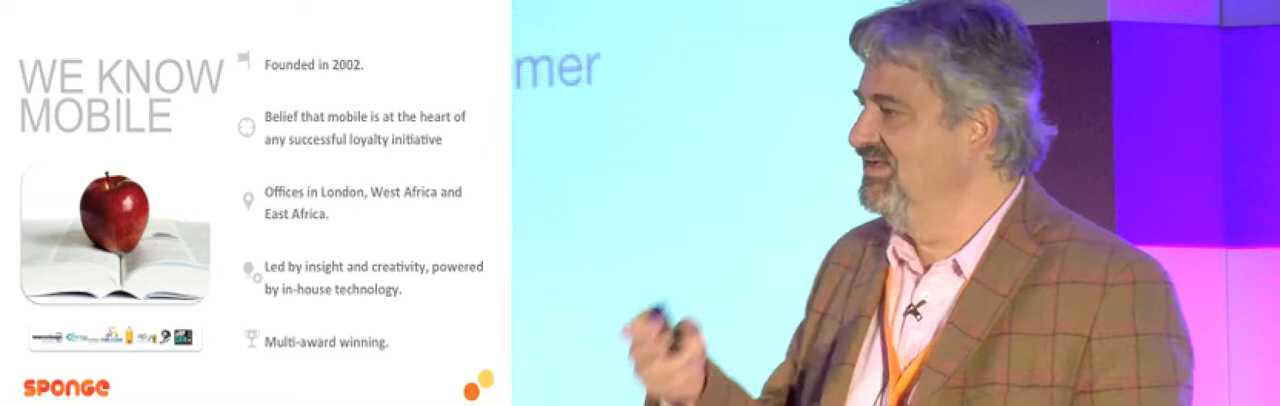 WE KNOW
MOBILE
Founded in 2002.
Belief that mobile is at the heart of
any successful loyalty initiative
Offices in London, West Africa and
East Africa.
Led by insight and creativity, powered
by in-house technology.
Multi-award winning.
SPONGE
mer